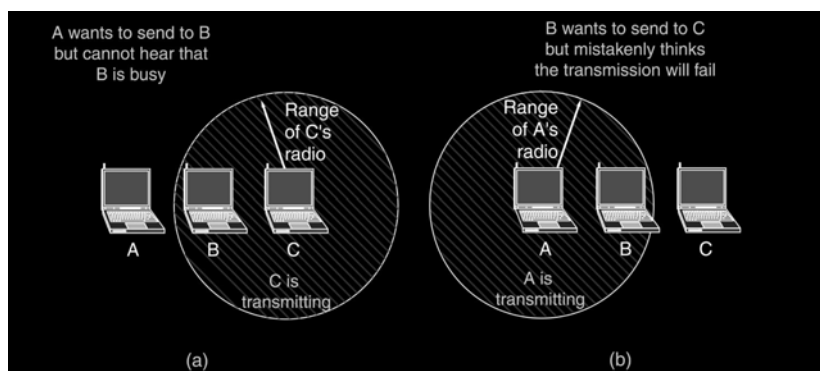 A wants to send to B
but cannot hear that
B is busy
Range
of C's
radio
A
B
C
C is
transmitting
(a)
B wants to send to C
but mistakenly thinks
the transmission will fail
Range
of A's
radio
A
B
C
A is
transmitting
(b)